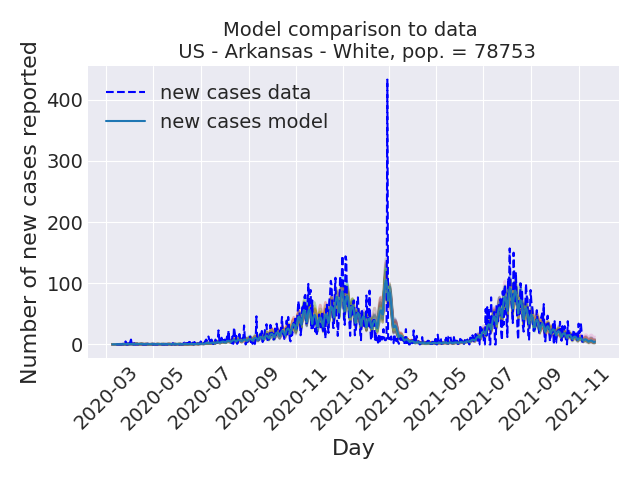 Model comparison to data
US - Arkansas - White, pop. = 78753
Number of new cases reported
400
300
200
100
0
new cases data
new cases model
2020-03
2020-05
2020-07
2020-09
2020-11
2021-01
2021-03
2021-05
2021-07
2021-09
2021-11
Day